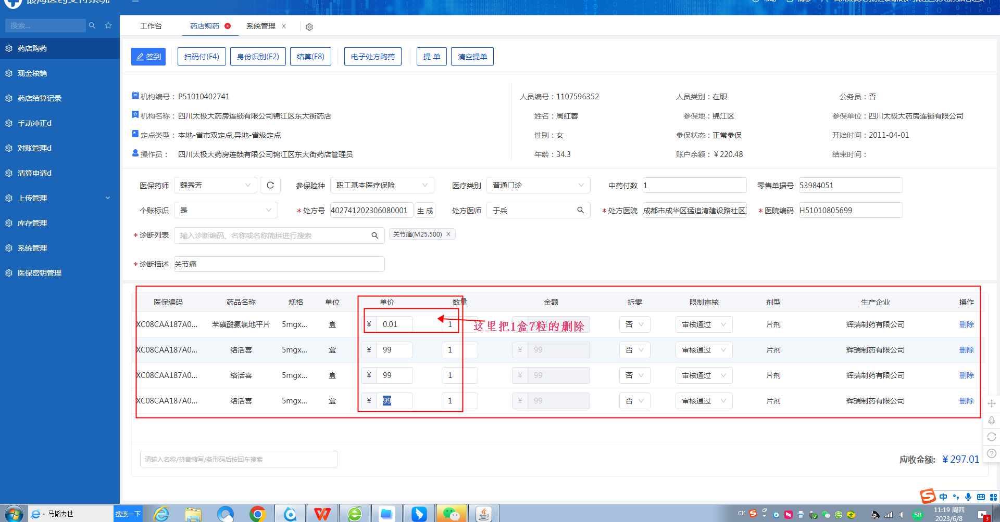 搜索...
工作台
药店购药
系统管理
药店购药
现金核销
药店结算记录
手动冲正d
对账管理d
清算申请d
上传管理
库存管理
系统管理
医保密钥管理
签到
扫码付(F4)
身份识别(F2)
结算(F8)
电子处方购药
提 单
清空提单
机构编号： P51010402741
机构名称： 四川太极大药房连锁有限公司锦江区东大街药店
定点类型： 本地-省市双定点,异地-省级定点
操作员： 四川太极大药房连锁有限公司锦江区东大街药店管理员
人员编号：1107596352 人员类别：在职 公务员：否
姓名：周红蓉 参保地：锦江区 参保单位：四川太极大药房连锁有限公司
性别：女 参保状态：正常参保 开始时间：2011-04-01
年龄：34.3 账户余额：￥220.48 结束时间：
医保药师 魏秀芳 参保险种 职工基本医疗保险 医疗类别 普通门诊 中药付数 1 零售单据号 53984051
个账标识 是 *处方号 402741202306080001 生 成 处方医师 于兵 *处方医院 成都市成华区猛追湾建设路社区 *医院编码 H51010805699
*诊断列表 输入诊断编码、名称或名称简拼进行搜索 关节痛(M25.500)
*诊断描述 关节痛
医保编码 药品名称 规格 单位 单价 数量 金额 拆零 限制审核 剂型 生产企业 操作
XC08CAA187A0... 苯磺酸氨氯地平片 5mgx... 盒 ￥ 0.01 1 否 审核通过 片剂 辉瑞制药有限公司 删除
这里把1盒7粒的删除
XC08CAA187A0... 络活喜 5mgx... 盒 ￥ 99 1 ￥ 99 否 审核通过 片剂 辉瑞制药有限公司 删除
XC08CAA187A0... 络活喜 5mgx... 盒 ￥ 99 1 ￥ 99 否 审核通过 片剂 辉瑞制药有限公司 删除
XC08CAA187A0... 络活喜 5mgx... 盒 ￥ 99 1 ￥ 99 否 审核通过 片剂 辉瑞制药有限公司 删除
请输入名称/拼音缩写/条形码后按回车搜索
应收金额: ￥297.01
中
马韬去世
搜索一下
CH
58
11:19 周四
2023/6/8
3